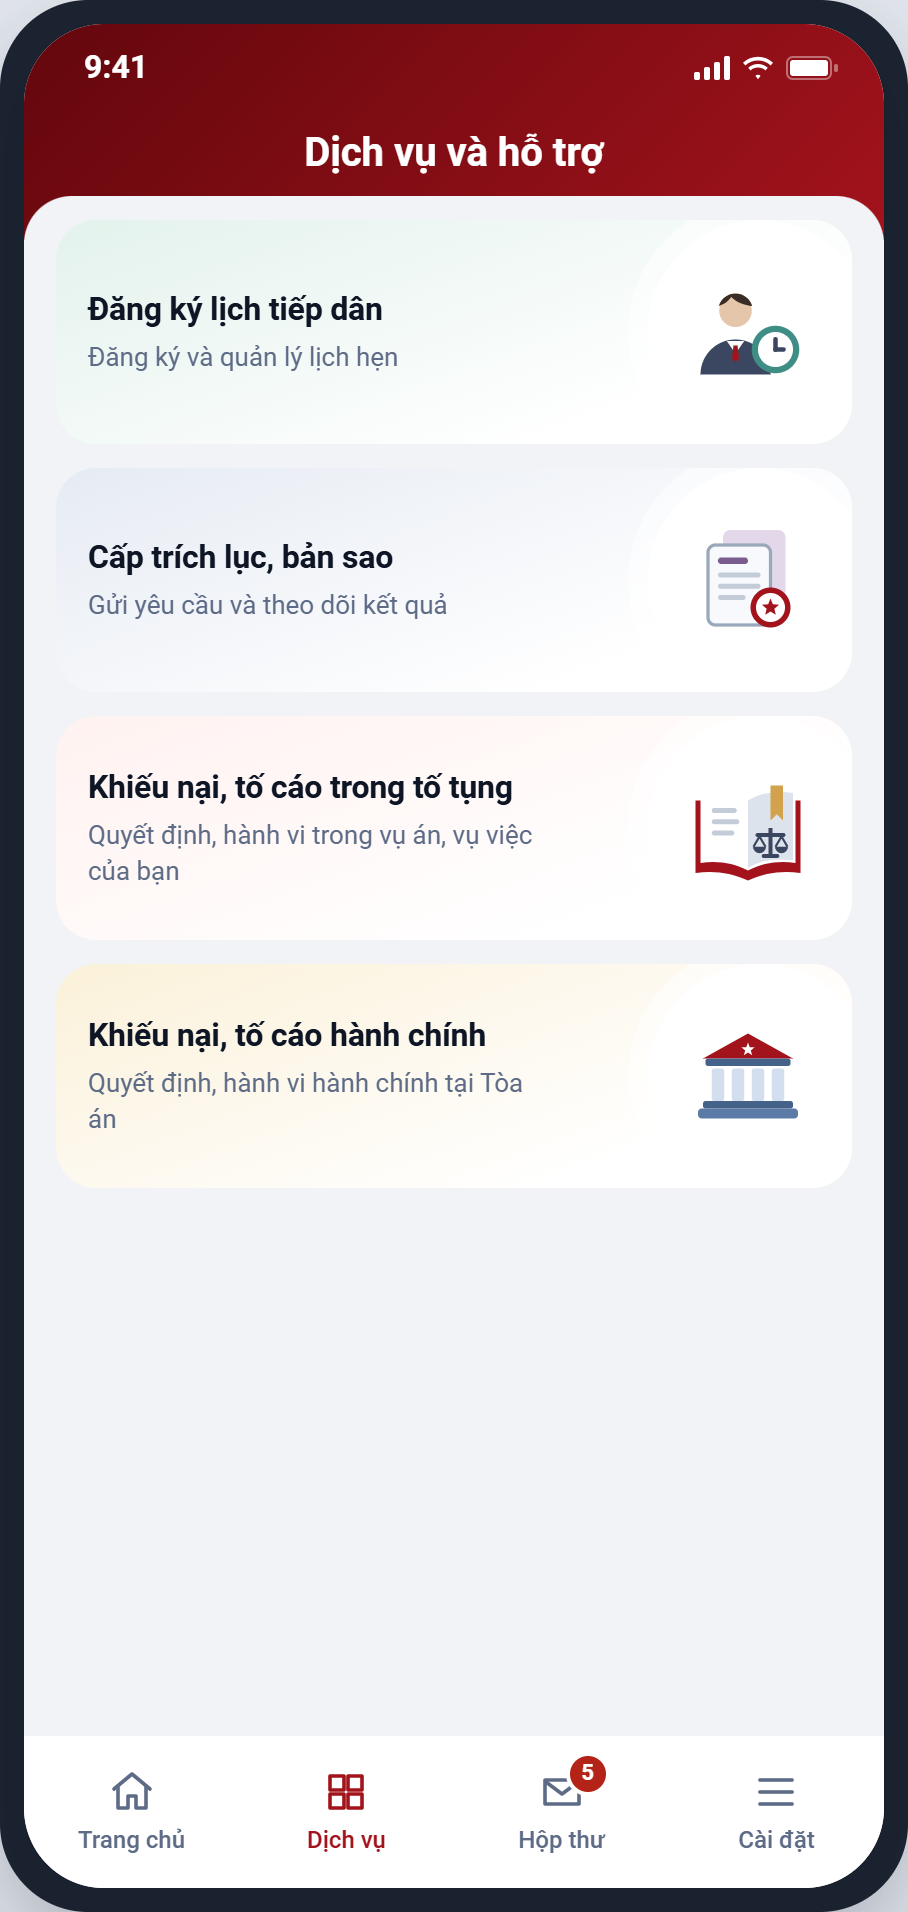 9:41
Dịch vụ và hỗ trợ
Đăng ký lịch tiếp dân
Đăng ký và quản lý lịch hẹn
Cấp trích lục, bản sao
Gửi yêu cầu và theo dõi kết quả
Khiếu nại, tố cáo trong tố tụng
Quyết định, hành vi trong vụ án, vụ việc
của bạn
Khiếu nại, tố cáo hành chính
Quyết định, hành vi hành chính tại Tòa
án
5
Trang chủ
Dịch vụ
Hộp thư
Cài đặt